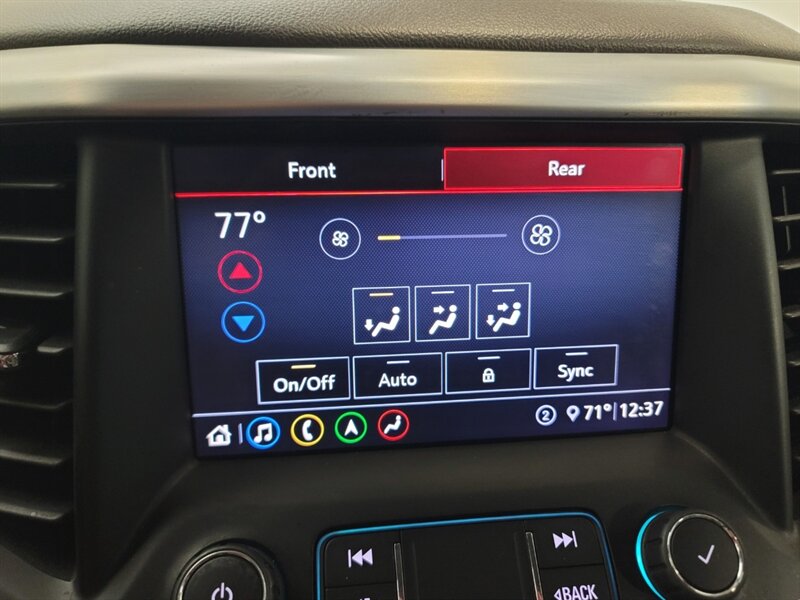 Front Rear
77°
On/Off Auto Sync
2 71° 12:37
BACK